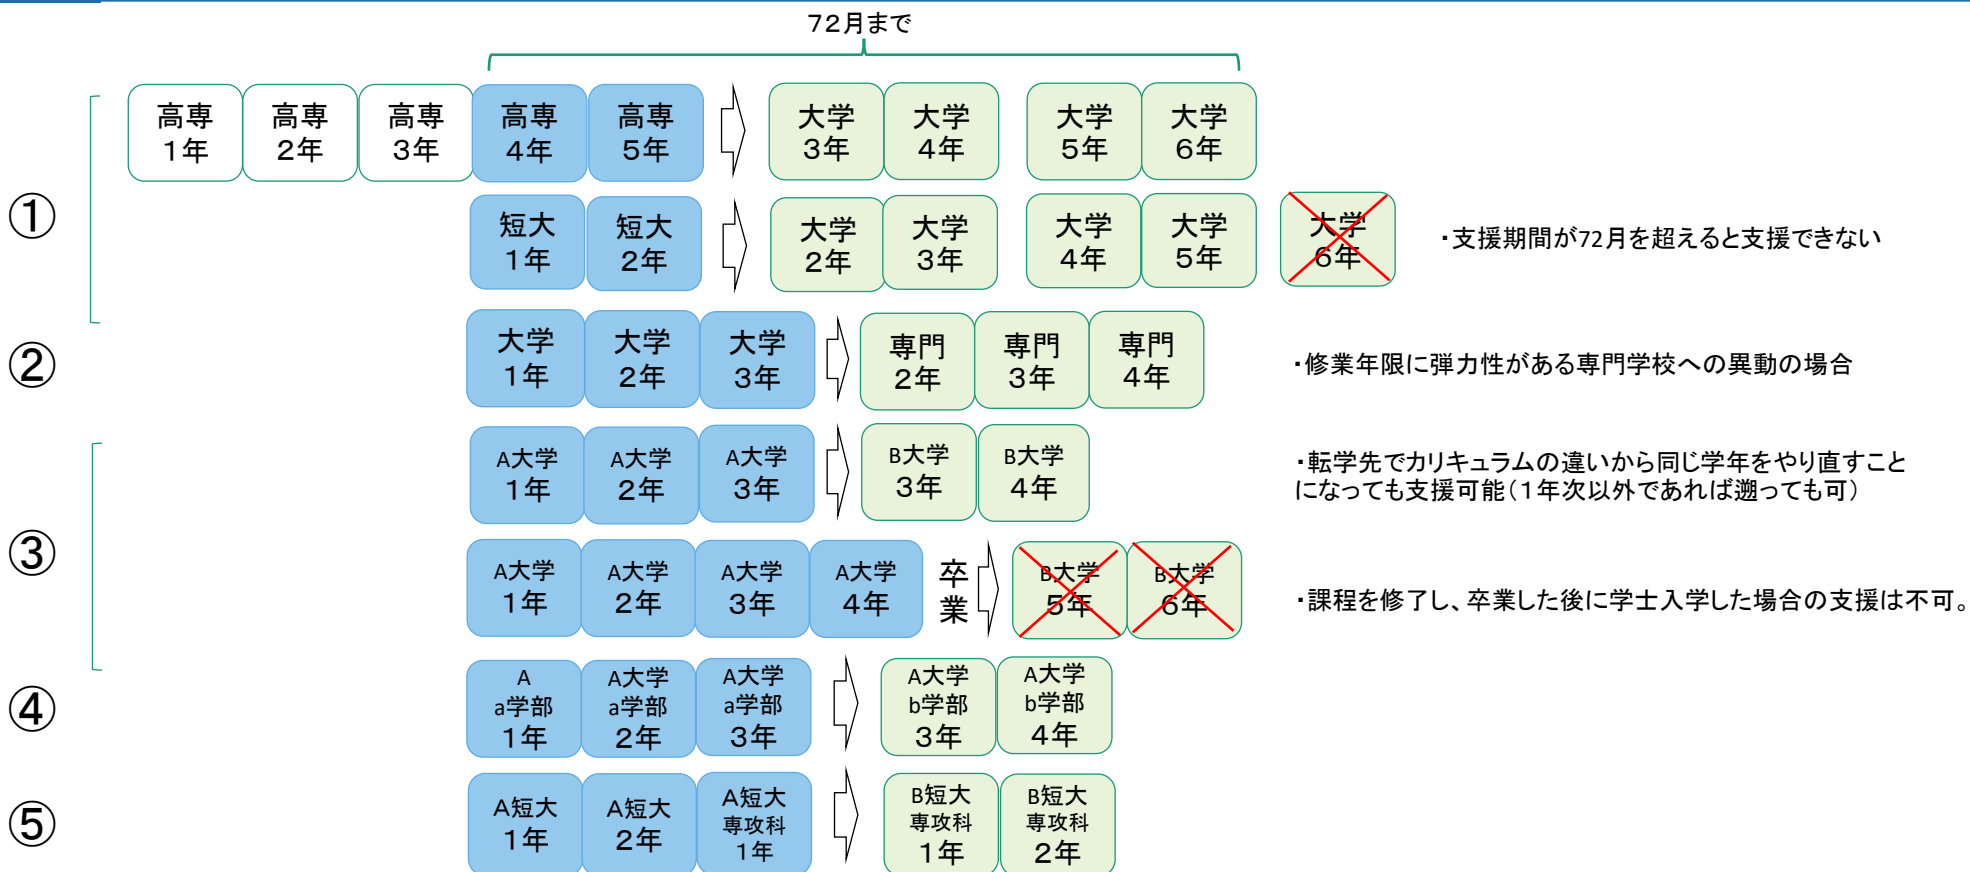 72月まで
①
高専
1年
高専
2年
高専
3年
高専
4年
高専
5年
大学
3年
大学
4年
大学
5年
大学
6年
短大
1年
短大
2年
大学
2年
大学
3年
大学
4年
大学
5年
大学
6年
・支援期間が72月を超えると支援できない
②
大学
1年
大学
2年
大学
3年
専門
2年
専門
3年
専門
4年
・修業年限に弾力性がある専門学校への異動の場合
③
A大学
1年
A大学
2年
A大学
3年
B大学
3年
B大学
4年
・転学先でカリキュラムの違いから同じ学年をやり直すこと
になっても支援可能(1年次以外であれば遡っても可)
A大学
1年
A大学
2年
A大学
3年
A大学
4年
卒業
B大学
5年
B大学
6年
・課程を修了し、卒業した後に学士入学した場合の支援は不可。
④
A
a学部
1年
A大学
a学部
2年
A大学
a学部
3年
A大学
b学部
3年
A大学
b学部
4年
⑤
A短大
1年
A短大
2年
A短大
専攻科
1年
B短大
専攻科
1年
B短大
専攻科
2年